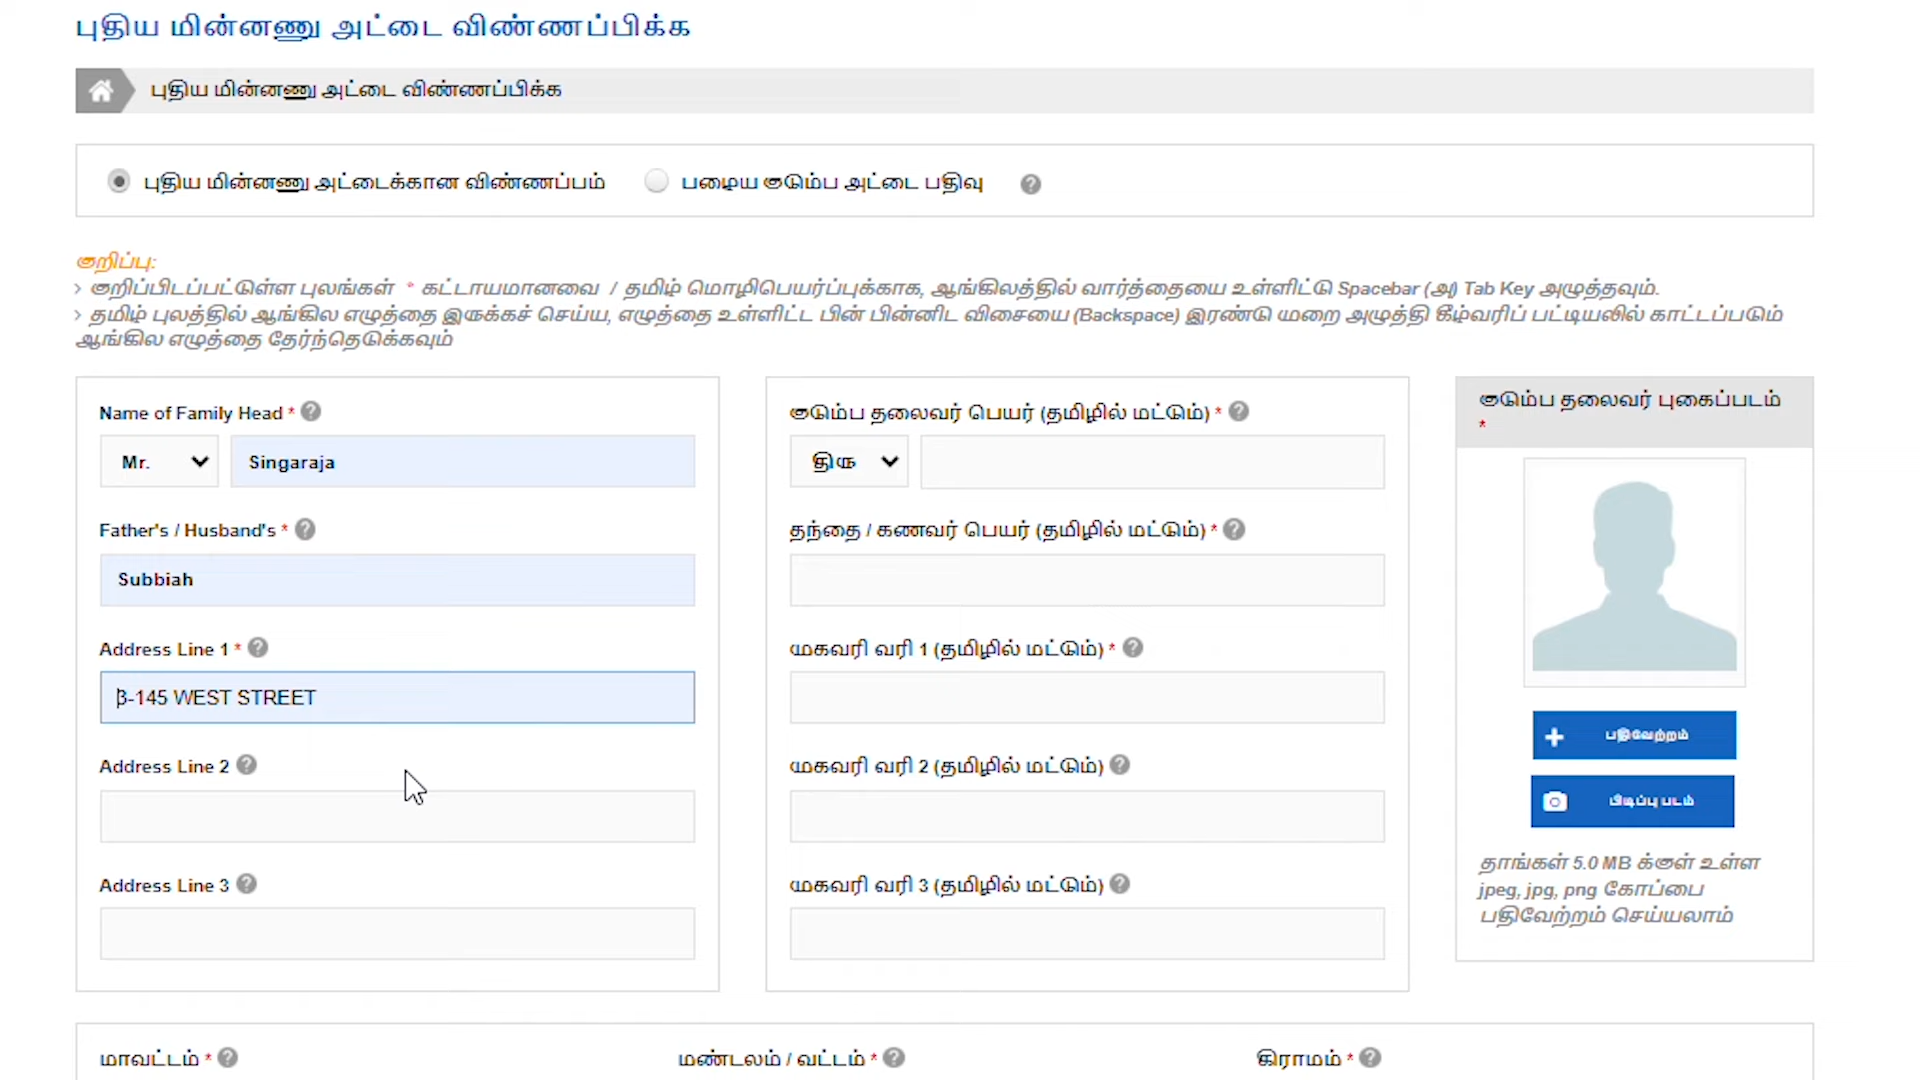 புதிய மின்னணு அட்டை விண்ணப்பிக்க
புதிய மின்னணு அட்டை விண்ணப்பிக்க
புதிய மின்னணு அட்டைக்கான விண்ணப்பம் பழைய குடும்ப அட்டை பதிவு
குறிப்பு:
› குறிப்பிடப்பட்டுள்ள புலங்கள் * கட்டாயமானவை / தமிழ் மொழிபெயர்ப்புக்காக, ஆங்கிலத்தில் வார்த்தையை உள்ளிட்டு Spacebar (அ) Tab Key அழுத்தவும்.
› தமிழ் புலத்தில் ஆங்கில எழுத்தை இருக்கச் செய்ய, எழுத்தை உள்ளிட்ட பின் பின்னிட விசையை (Backspace) இரண்டு முறை அழுத்தி கீழ்வரிப் பட்டியலில் காட்டப்படும்
ஆங்கில எழுத்தை தேர்ந்தெடுக்கவும்
Name of Family Head *
Mr. Singaraja
Father's / Husband's *
Subbiah
Address Line 1 *
3-145 WEST STREET
Address Line 2
Address Line 3
குடும்ப தலைவர் பெயர் (தமிழில் மட்டும்) *
திரு
தந்தை / கணவர் பெயர் (தமிழில் மட்டும்) *
முகவரி வரி 1 (தமிழில் மட்டும்) *
முகவரி வரி 2 (தமிழில் மட்டும்)
முகவரி வரி 3 (தமிழில் மட்டும்)
குடும்ப தலைவர் புகைப்படம்
*
பதிவேற்றம்
பிடிப்பு படம்
தாங்கள் 5.0 MB க்குள் உள்ள
jpeg, jpg, png கோப்பை
பதிவேற்றம் செய்யலாம்
மாவட்டம் * மண்டலம் / வட்டம் * கிராமம் *